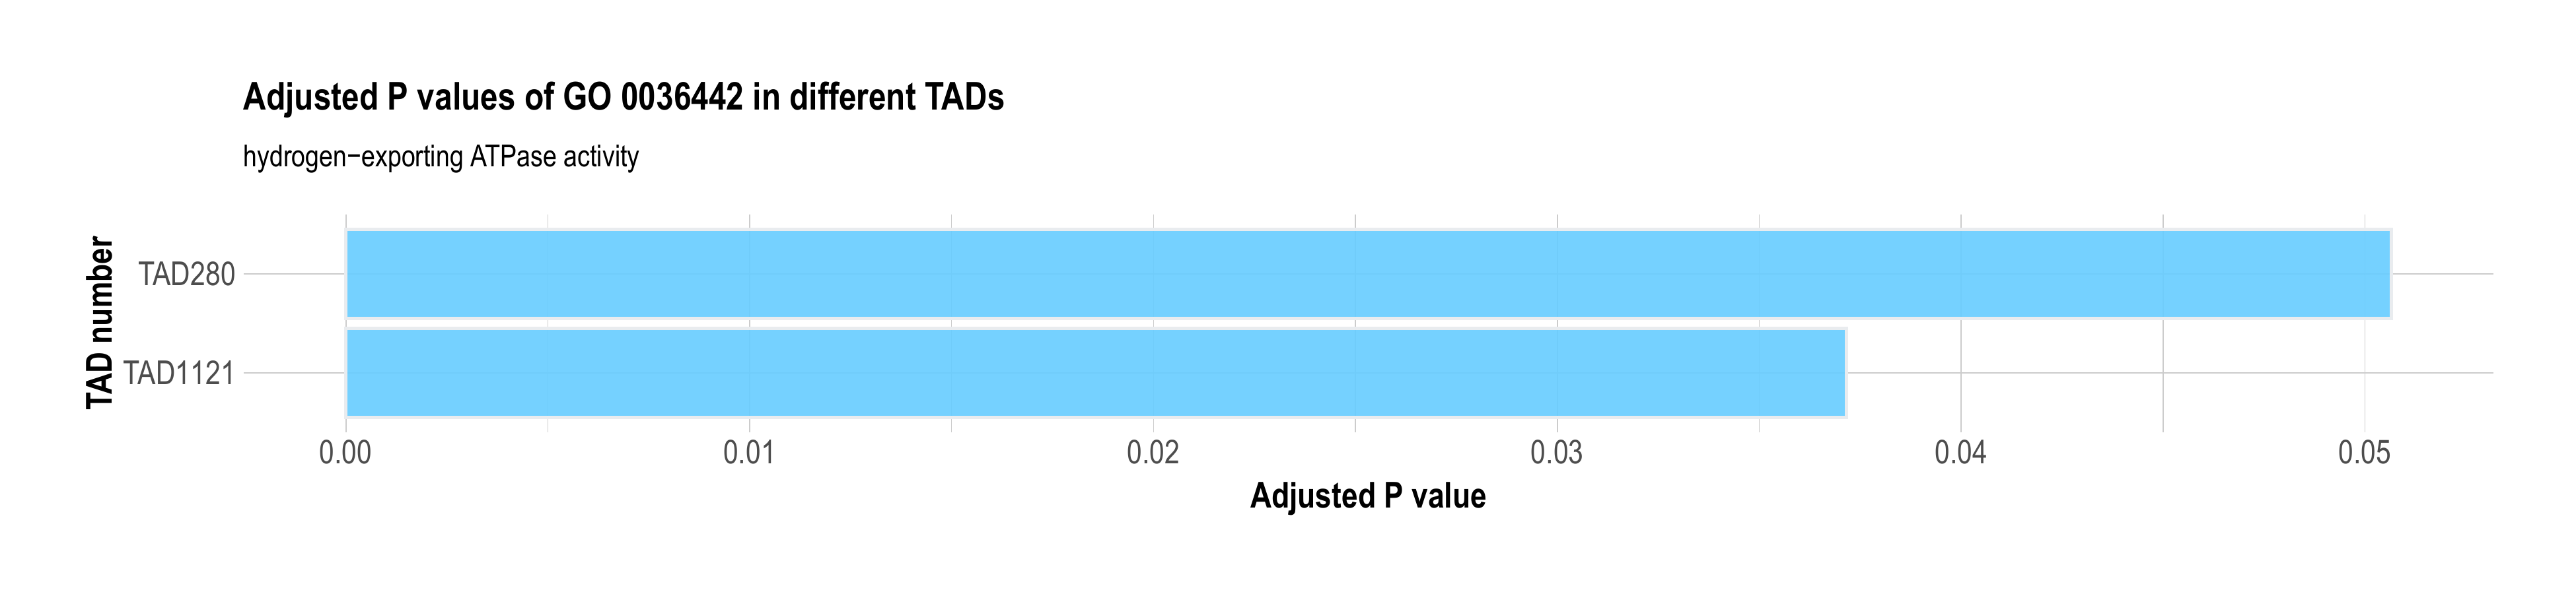 Adjusted P values of GO 0036442 in different TADs
hydrogen−exporting ATPase activity
TAD number
TAD280
TAD1121
0.00 0.01 0.02 0.03 0.04 0.05
Adjusted P value